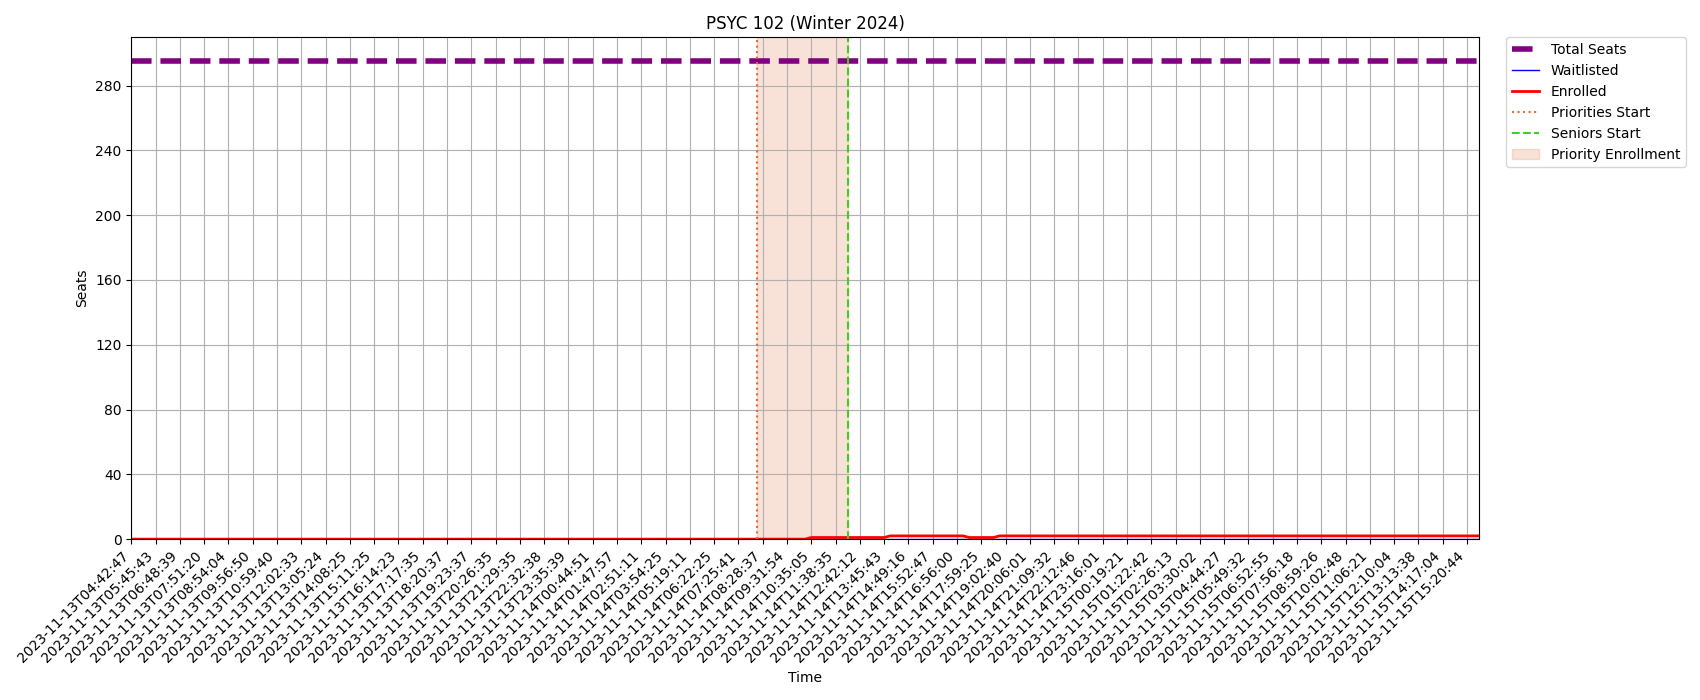 PSYC 102 (Winter 2024)
Total Seats
Waitlisted
Enrolled
Priorities Start
Seniors Start
Priority Enrollment
Seats
280
240
200
160
120
80
40
0
2023-11-13T04:42:47
2023-11-13T05:45:43
2023-11-13T06:48:39
2023-11-13T07:51:20
2023-11-13T08:54:04
2023-11-13T09:56:50
2023-11-13T10:59:40
2023-11-13T12:02:33
2023-11-13T13:05:24
2023-11-13T14:08:25
2023-11-13T15:11:25
2023-11-13T16:14:23
2023-11-13T17:17:35
2023-11-13T18:20:37
2023-11-13T19:23:37
2023-11-13T20:26:35
2023-11-13T21:29:35
2023-11-13T22:32:38
2023-11-13T23:35:39
2023-11-14T00:44:51
2023-11-14T01:47:57
2023-11-14T02:51:11
2023-11-14T03:54:25
2023-11-14T05:19:11
2023-11-14T06:22:25
2023-11-14T07:25:41
2023-11-14T08:28:37
2023-11-14T09:31:54
2023-11-14T10:35:05
2023-11-14T11:38:35
2023-11-14T12:42:12
2023-11-14T13:45:43
2023-11-14T14:49:16
2023-11-14T15:52:47
2023-11-14T16:56:00
2023-11-14T17:59:25
2023-11-14T19:02:40
2023-11-14T20:06:01
2023-11-14T21:09:32
2023-11-14T22:12:46
2023-11-14T23:16:01
2023-11-15T00:19:21
2023-11-15T01:22:42
2023-11-15T02:26:13
2023-11-15T03:30:02
2023-11-15T04:44:27
2023-11-15T05:49:32
2023-11-15T06:52:55
2023-11-15T07:56:18
2023-11-15T08:59:26
2023-11-15T10:02:48
2023-11-15T11:06:21
2023-11-15T12:10:04
2023-11-15T13:13:38
2023-11-15T14:17:04
2023-11-15T15:20:44
Time